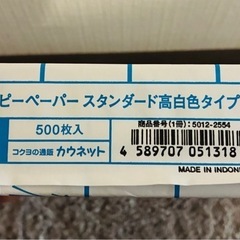 ピーペーパー スタンダード高白色タイプ
500枚入
商品番号(1冊) : 5012-2554
コクヨの通販 カウネット
4 589707 051318
MADE IN INDON